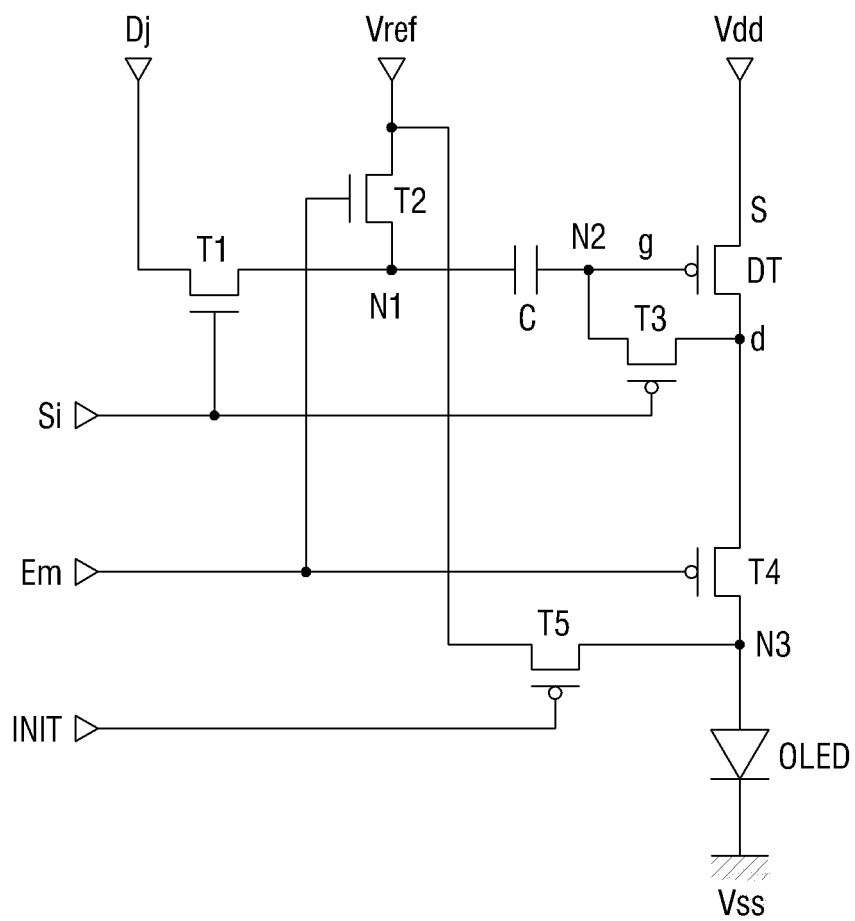 Dj Vref Vdd
T2 S
T1 N2 g DT
N1 C T3 d
Si
Em T4
T5 N3
INIT OLED
Vss